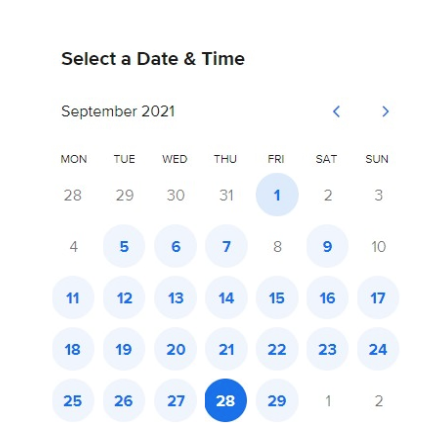 Select a Date & Time
September 2021
MON TUE WED THU FRI SAT SUN
28 29 30 31 1 2 3
4 5 6 7 8 9 10
11 12 13 14 15 16 17
18 19 20 21 22 23 24
25 26 27 28 29 1 2